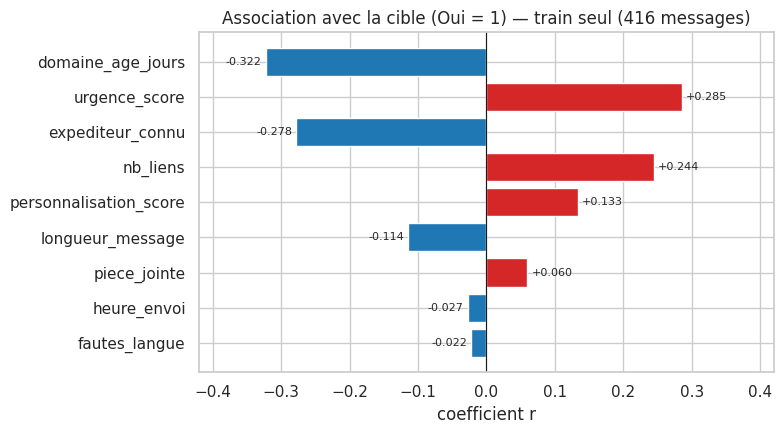 Association avec la cible (Oui = 1) — train seul (416 messages)
domaine_age_jours -0.322
urgence_score +0.285
expediteur_connu -0.278
nb_liens +0.244
personnalisation_score +0.133
longueur_message -0.114
piece_jointe +0.060
heure_envoi -0.027
fautes_langue -0.022
−0.4 −0.3 −0.2 −0.1 0.0 0.1 0.2 0.3 0.4
coefficient r